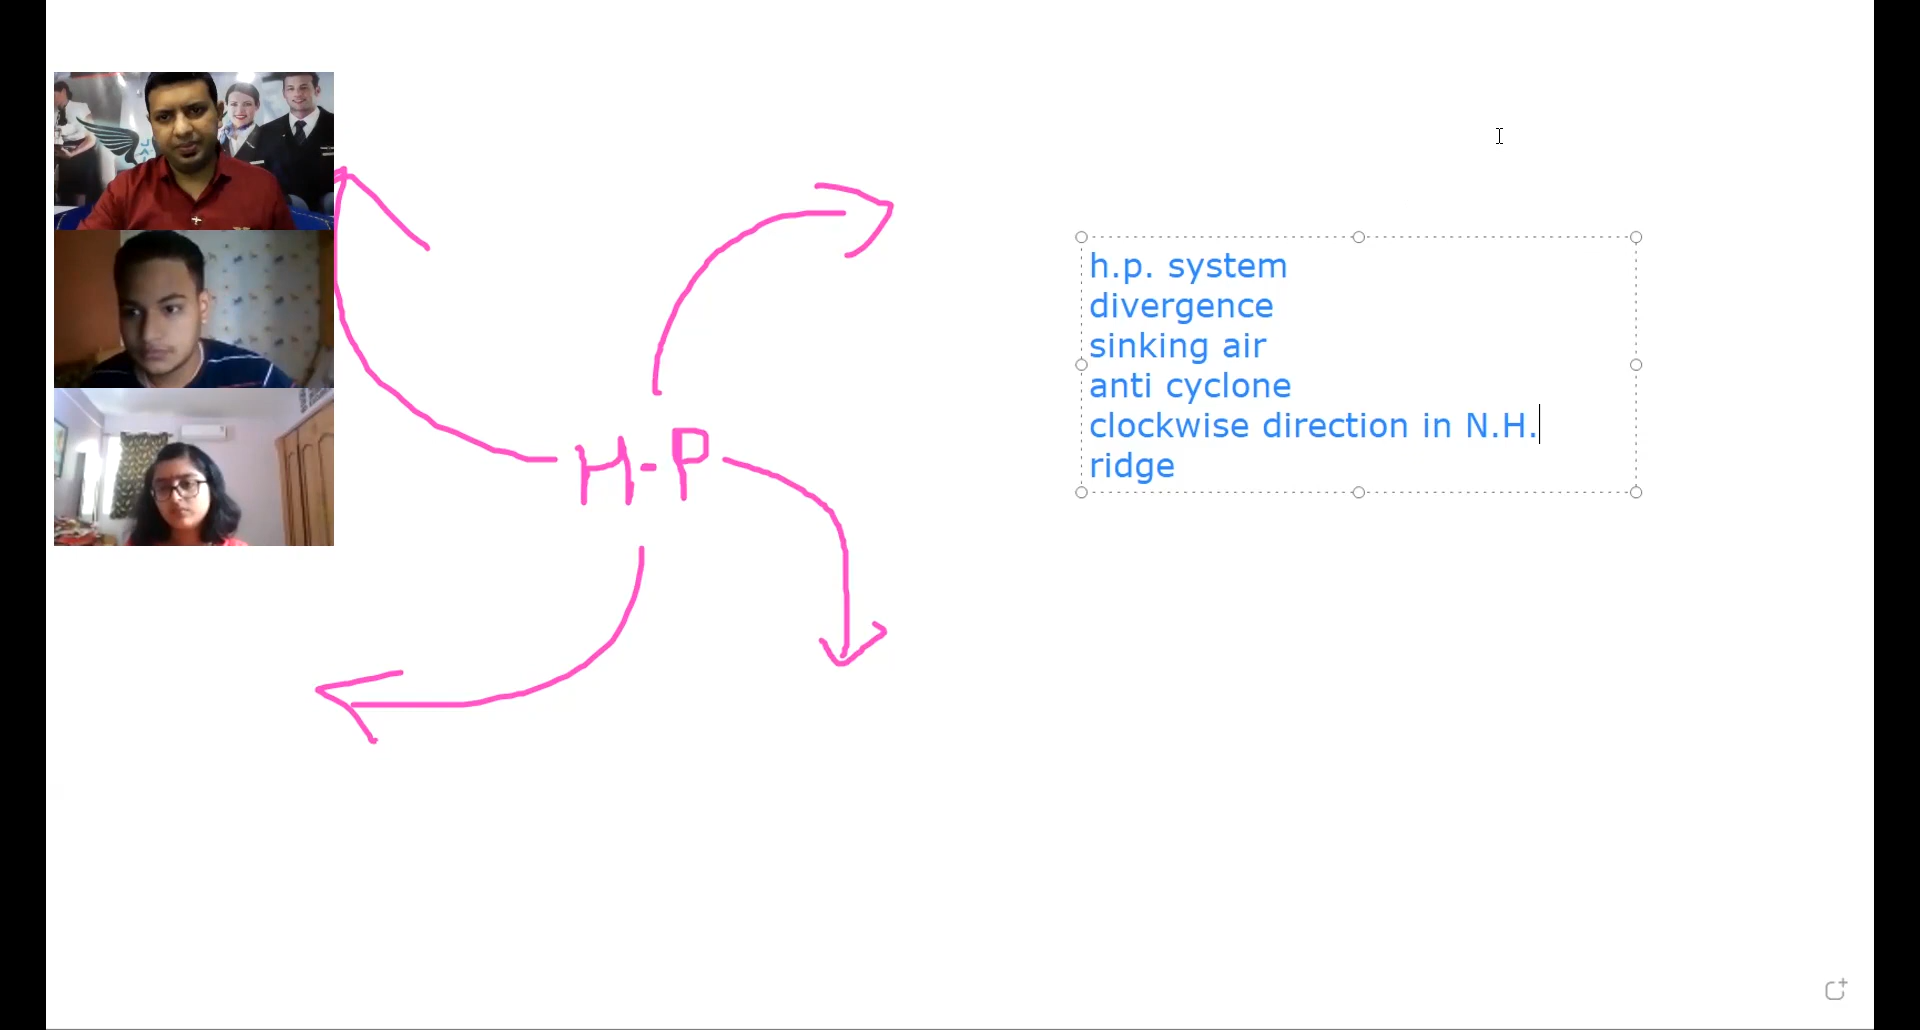 H-P
h.p. system
divergence
sinking air
anti cyclone
clockwise direction in N.H.
ridge